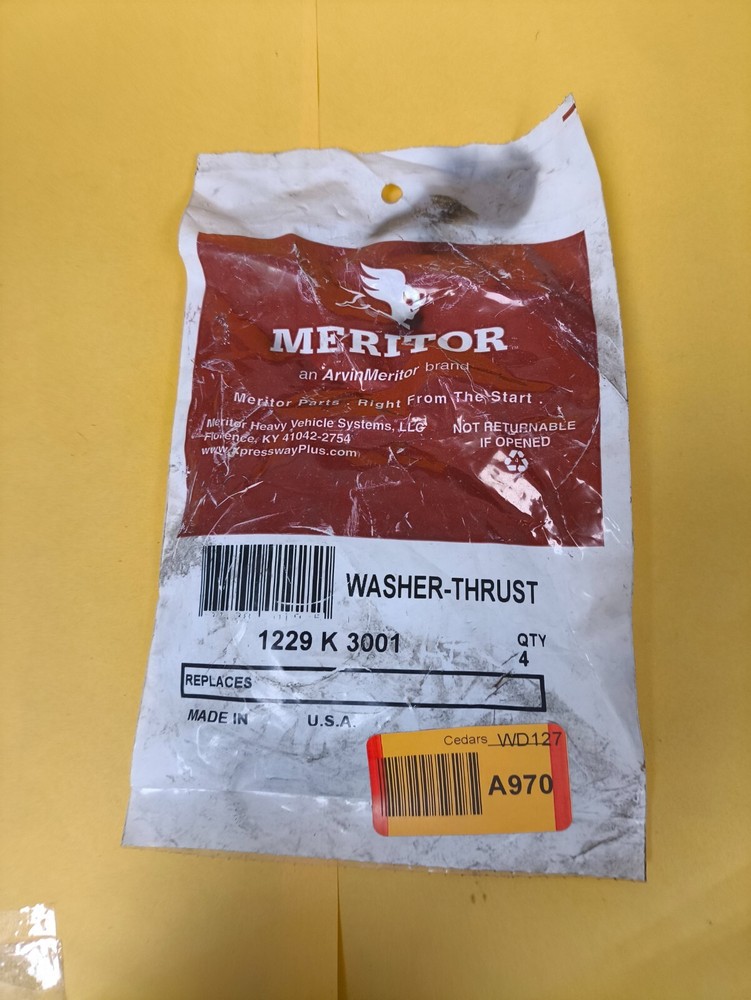 MERITOR
an ArvinMeritor brand
Meritor Parts . Right From The Start .
Meritor Heavy Vehicle Systems, LLC
Florence, KY 41042-2754
www.XpresswayPlus.com
NOT RETURNABLE
IF OPENED
WASHER-THRUST
1229 K 3001
QTY
4
REPLACES
MADE IN U.S.A.
Cedars WD127
A970